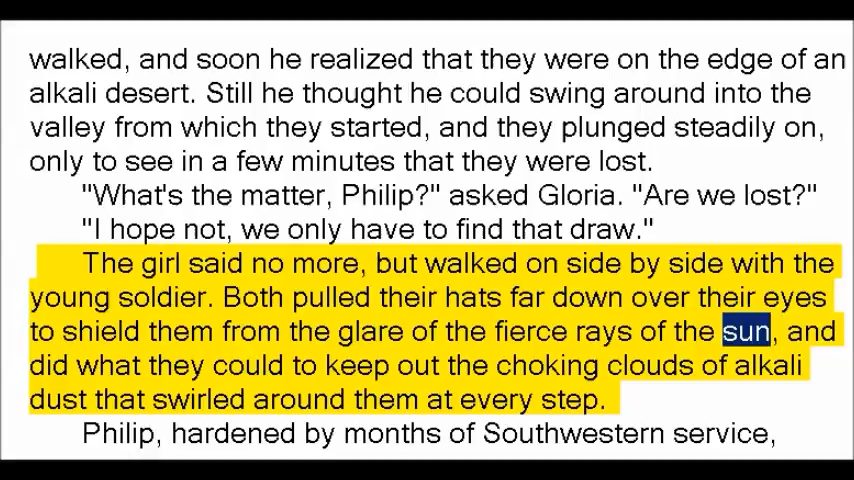 walked, and soon he realized that they were on the edge of an
alkali desert. Still he thought he could swing around into the
valley from which they started, and they plunged steadily on,
only to see in a few minutes that they were lost.
"What's the matter, Philip?" asked Gloria. "Are we lost?"
"I hope not, we only have to find that draw."
The girl said no more, but walked on side by side with the
young soldier. Both pulled their hats far down over their eyes
to shield them from the glare of the fierce rays of the sun, and
did what they could to keep out the choking clouds of alkali
dust that swirled around them at every step.
Philip, hardened by months of Southwestern service,